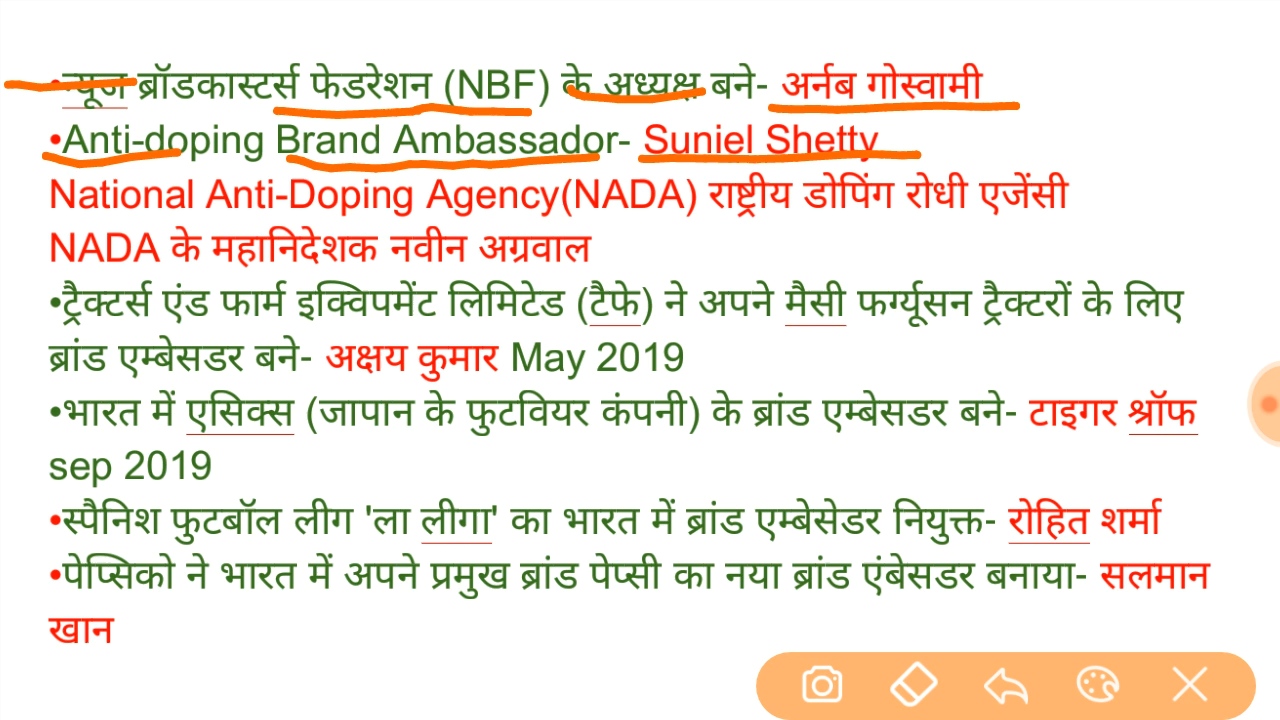 •न्यूज ब्रॉडकास्टर्स फेडरेशन (NBF) के अध्यक्ष बने- अर्नब गोस्वामी
•Anti-doping Brand Ambassador- Suniel Shetty
National Anti-Doping Agency(NADA) राष्ट्रीय डोपिंग रोधी एजेंसी
NADA के महानिदेशक नवीन अग्रवाल
•ट्रैक्टर्स एंड फार्म इक्विपमेंट लिमिटेड (टैफे) ने अपने मैसी फर्ग्यूसन ट्रैक्टरों के लिए
ब्रांड एम्बेसडर बने- अक्षय कुमार May 2019
•भारत में एसिक्स (जापान के फुटवियर कंपनी) के ब्रांड एम्बेसडर बने- टाइगर श्रॉफ
sep 2019
•स्पैनिश फुटबॉल लीग 'ला लीगा' का भारत में ब्रांड एम्बेसेडर नियुक्त- रोहित शर्मा
•पेप्सिको ने भारत में अपने प्रमुख ब्रांड पेप्सी का नया ब्रांड एंबेसडर बनाया- सलमान
खान